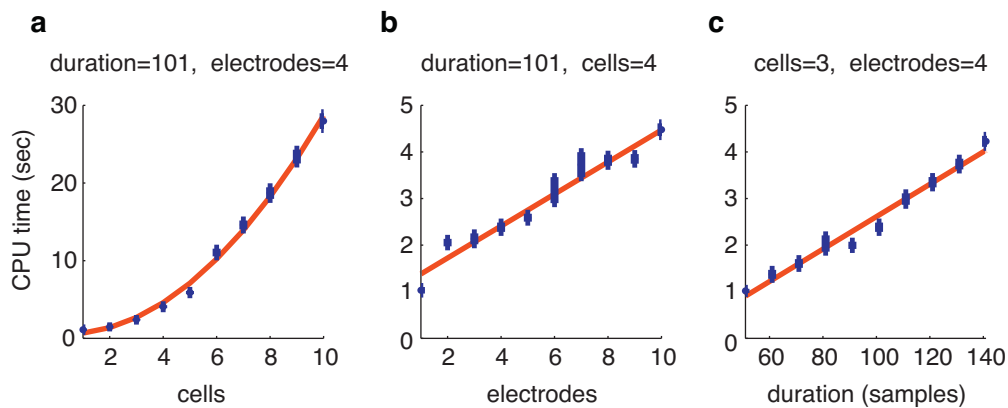 a
duration=101, electrodes=4
CPU time (sec)
30
20
10
0
2 4 6 8 10
cells
b
duration=101, cells=4
5
4
3
2
1
0
2 4 6 8 10
electrodes
c
cells=3, electrodes=4
5
4
3
2
1
0
60 80 100 120 140
duration (samples)